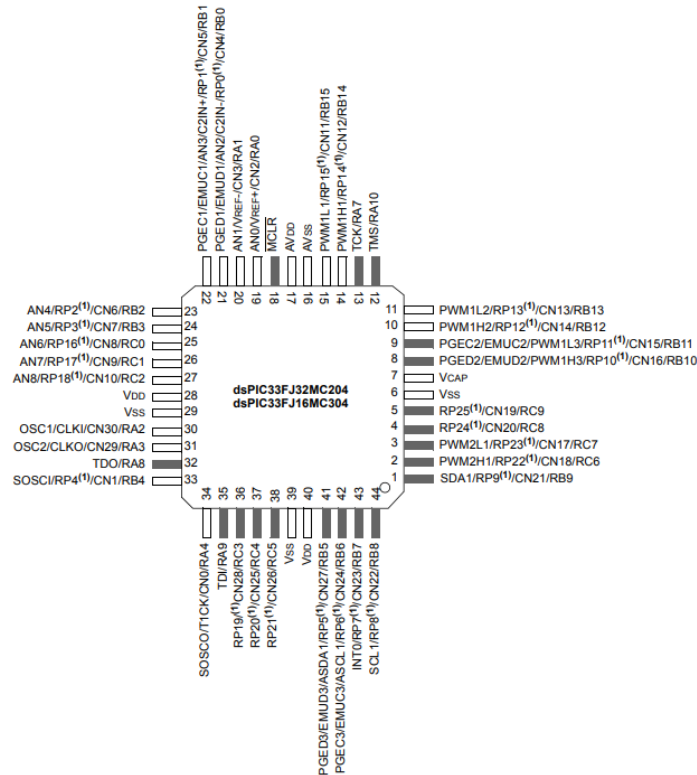 PGEC1/EMUC1/AN3/C2IN+/RP1(1)/CN5/RB1
PGED1/EMUD1/AN2/C2IN-/RP0(1)/CN4/RB0
AN1/VREF-/CN3/RA1
AN0/VREF+/CN2/RA0
MCLR
AVDD
AVSS
PWM1L1/RP15(1)/CN11/RB15
PWM1H1/RP14(1)/CN12/RB14
TCK/RA7
TMS/RA10
22 21 20 19 18 17 16 15 14 13 12
AN4/RP2(1)/CN6/RB2 23
AN5/RP3(1)/CN7/RB3 24
AN6/RP16(1)/CN8/RC0 25
AN7/RP17(1)/CN9/RC1 26
AN8/RP18(1)/CN10/RC2 27
VDD 28
VSS 29
OSC1/CLKI/CN30/RA2 30
OSC2/CLKO/CN29/RA3 31
TDO/RA8 32
SOSCI/RP4(1)/CN1/RB4 33
dsPIC33FJ32MC204
dsPIC33FJ16MC304
11 PWM1L2/RP13(1)/CN13/RB13
10 PWM1H2/RP12(1)/CN14/RB12
9 PGEC2/EMUC2/PWM1L3/RP11(1)/CN15/RB11
8 PGED2/EMUD2/PWM1H3/RP10(1)/CN16/RB10
7 VCAP
6 VSS
5 RP25(1)/CN19/RC9
4 RP24(1)/CN20/RC8
3 PWM2L1/RP23(1)/CN17/RC7
2 PWM2H1/RP22(1)/CN18/RC6
1 SDA1/RP9(1)/CN21/RB9
34 35 36 37 38 39 40 41 42 43 44
SOSCO/T1CK/CN0/RA4
TDI/RA9
RP19/(1)CN28/RC3
RP20(1)/CN25/RC4
RP21(1)/CN26/RC5
VSS
VDD
PGED3/EMUD3/ASDA1/RP5(1)/CN27/RB5
PGEC3/EMUC3/ASCL1/RP6(1)/CN24/RB6
INT0/RP7(1)/CN23/RB7
SCL1/RP8(1)/CN22/RB8